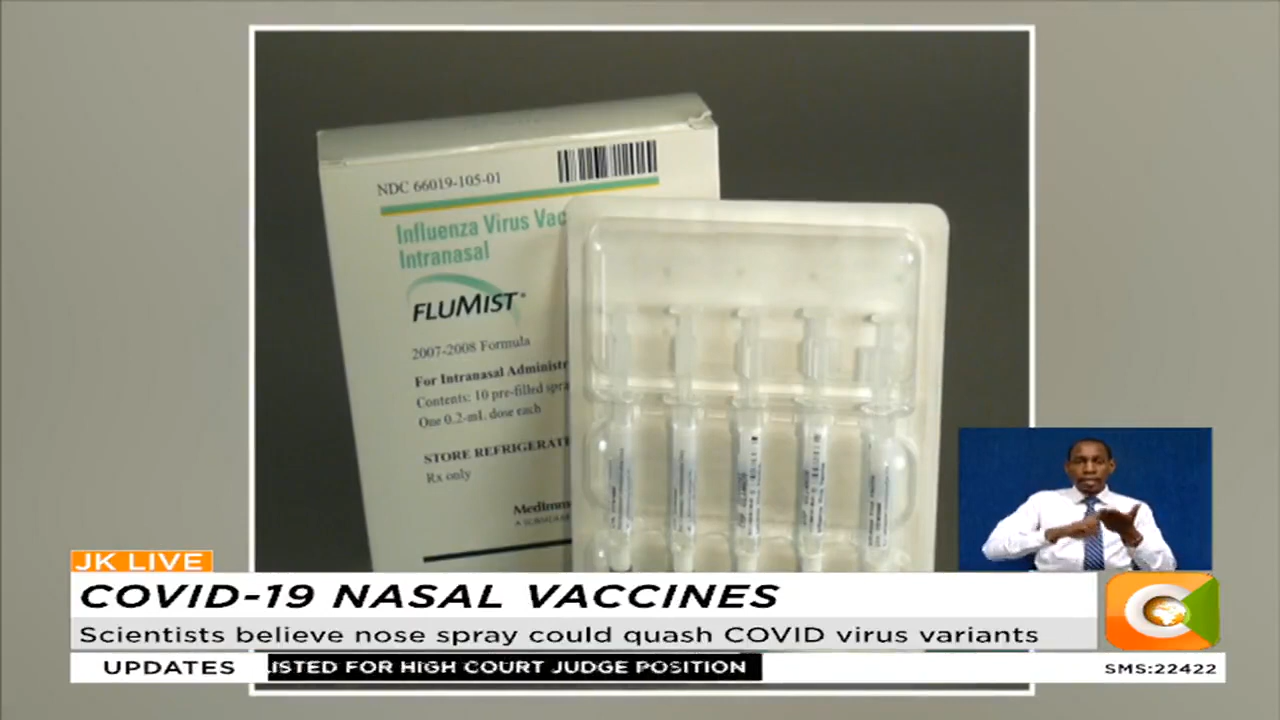 NDC 66019-105-01
Influenza Virus Vac
Intranasal
FLUMIST
2007-2008 Formula
For Intranasal Administr
Contents: 10 pre-filled spra
One 0.2-mL dose each
STORE REFRIGERAT
Rx only
MedImm
JK LIVE
COVID-19 NASAL VACCINES
Scientists believe nose spray could quash COVID virus variants
UPDATES
ISTED FOR HIGH COURT JUDGE POSITION
SMS:22422